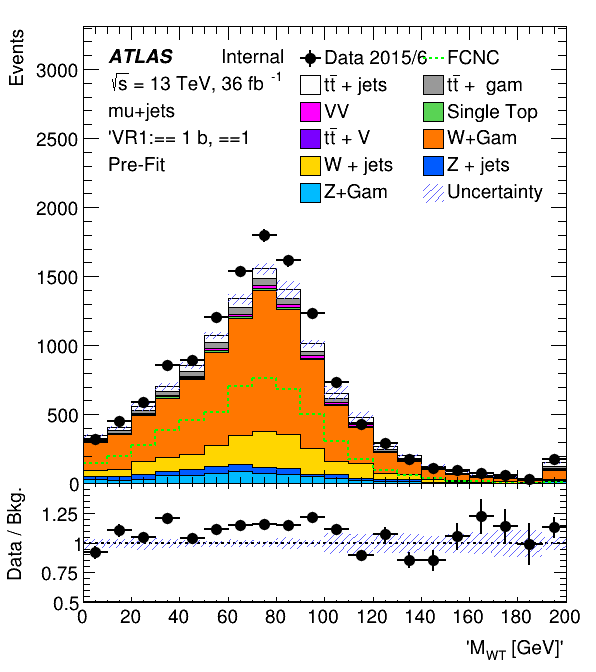 Events
ATLAS Internal
√s = 13 TeV, 36 fb⁻¹
mu+jets
'VR1:== 1 b, ==1
Pre-Fit
Data 2015/6 FCNC
tt̄ + jets tt̄ + gam
VV Single Top
tt̄ + V W+Gam
W + jets Z + jets
Z+Gam Uncertainty
3000
2500
2000
1500
1000
500
0
Data / Bkg.
1.25
1
0.75
0.5
0 20 40 60 80 100 120 140 160 180 200
'M_WT [GeV]'